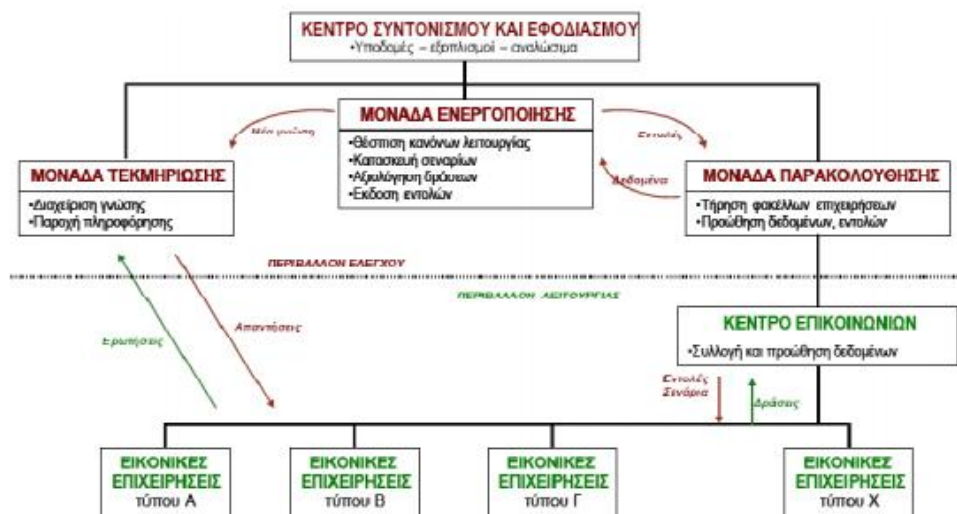 ΚΕΝΤΡΟ ΣΥΝΤΟΝΙΣΜΟΥ ΚΑΙ ΕΦΟΔΙΑΣΜΟΥ
•Υποδομές – εξοπλισμοί – αναλώσιμα
ΜΟΝΑΔΑ ΕΝΕΡΓΟΠΟΙΗΣΗΣ
•Θέσπιση κανόνων λειτουργίας
•Κατασκευή σεναρίων
•Αξιολόγηση δράσεων
•Έκδοση εντολών
Νέα γνώση
Εντολές
Δεδομένα
ΜΟΝΑΔΑ ΤΕΚΜΗΡΙΩΣΗΣ
•Διαχείριση γνώσης
•Παροχή πληροφόρησης
ΜΟΝΑΔΑ ΠΑΡΑΚΟΛΟΥΘΗΣΗΣ
•Τήρηση φακέλλων επιχειρήσεων
•Προώθηση δεδομένων, εντολών
ΠΕΡΙΒΑΛΛΟΝ ΕΛΕΓΧΟΥ
ΠΕΡΙΒΑΛΛΟΝ ΛΕΙΤΟΥΡΓΙΑΣ
Ερωτήσεις
Απαντήσεις
ΚΕΝΤΡΟ ΕΠΙΚΟΙΝΩΝΙΩΝ
•Συλλογή και προώθηση δεδομένων
Εντολές
Σενάρια
Δράσεις
ΕΙΚΟΝΙΚΕΣ
ΕΠΙΧΕΙΡΗΣΕΙΣ
τύπου Α
ΕΙΚΟΝΙΚΕΣ
ΕΠΙΧΕΙΡΗΣΕΙΣ
τύπου Β
ΕΙΚΟΝΙΚΕΣ
ΕΠΙΧΕΙΡΗΣΕΙΣ
τύπου Γ
ΕΙΚΟΝΙΚΕΣ
ΕΠΙΧΕΙΡΗΣΕΙΣ
τύπου Χ